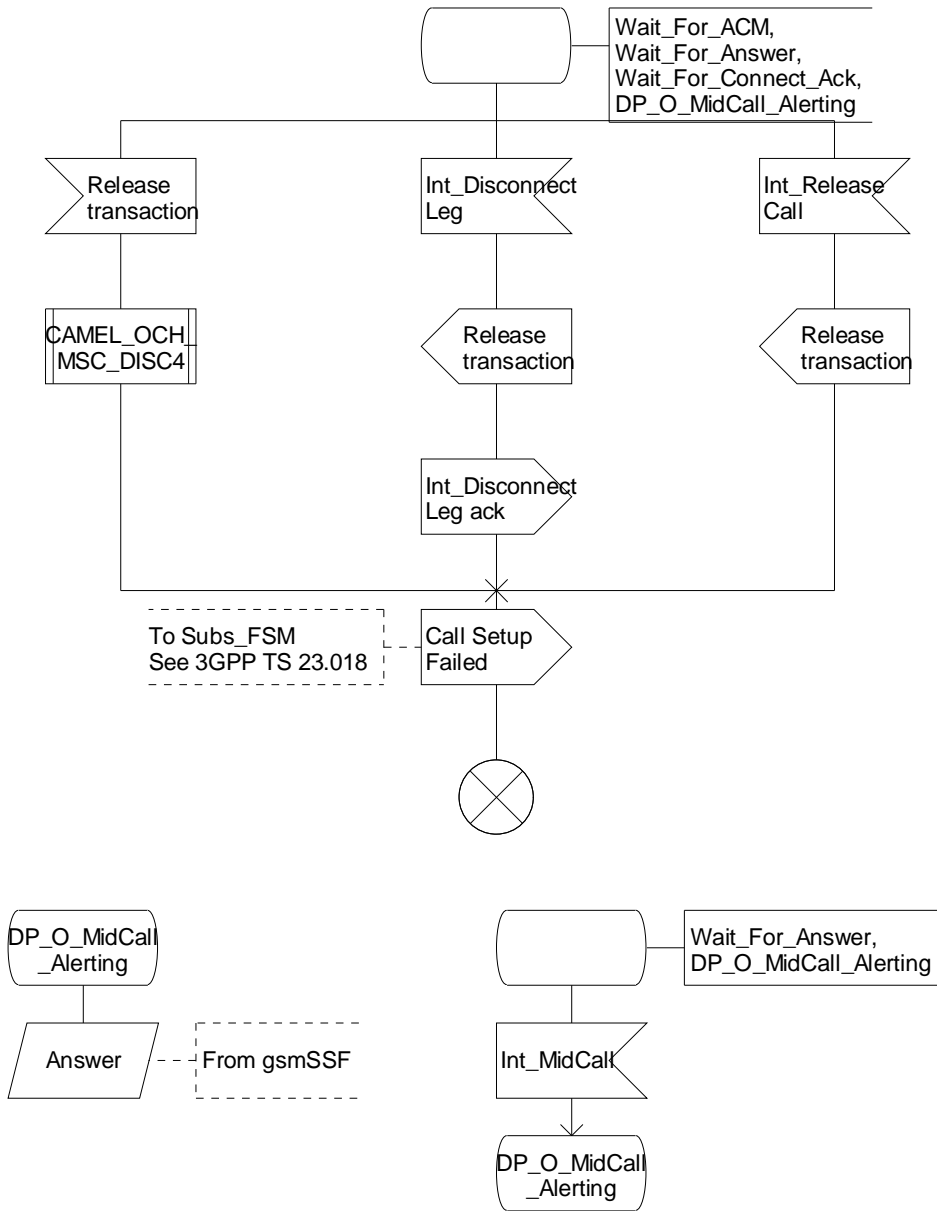 Wait_For_ACM,
Wait_For_Answer,
Wait_For_Connect_Ack,
DP_O_MidCall_Alerting
Release
transaction
Int_Disconnect
Leg
Int_Release
Call
CAMEL_OCH_
MSC_DISC4
Release
transaction
Release
transaction
Int_Disconnect
Leg ack
To Subs_FSM
See 3GPP TS 23.018
Call Setup
Failed
DP_O_MidCall
_Alerting
Wait_For_Answer,
DP_O_MidCall_Alerting
Answer
From gsmSSF
Int_MidCall
DP_O_MidCall
_Alerting